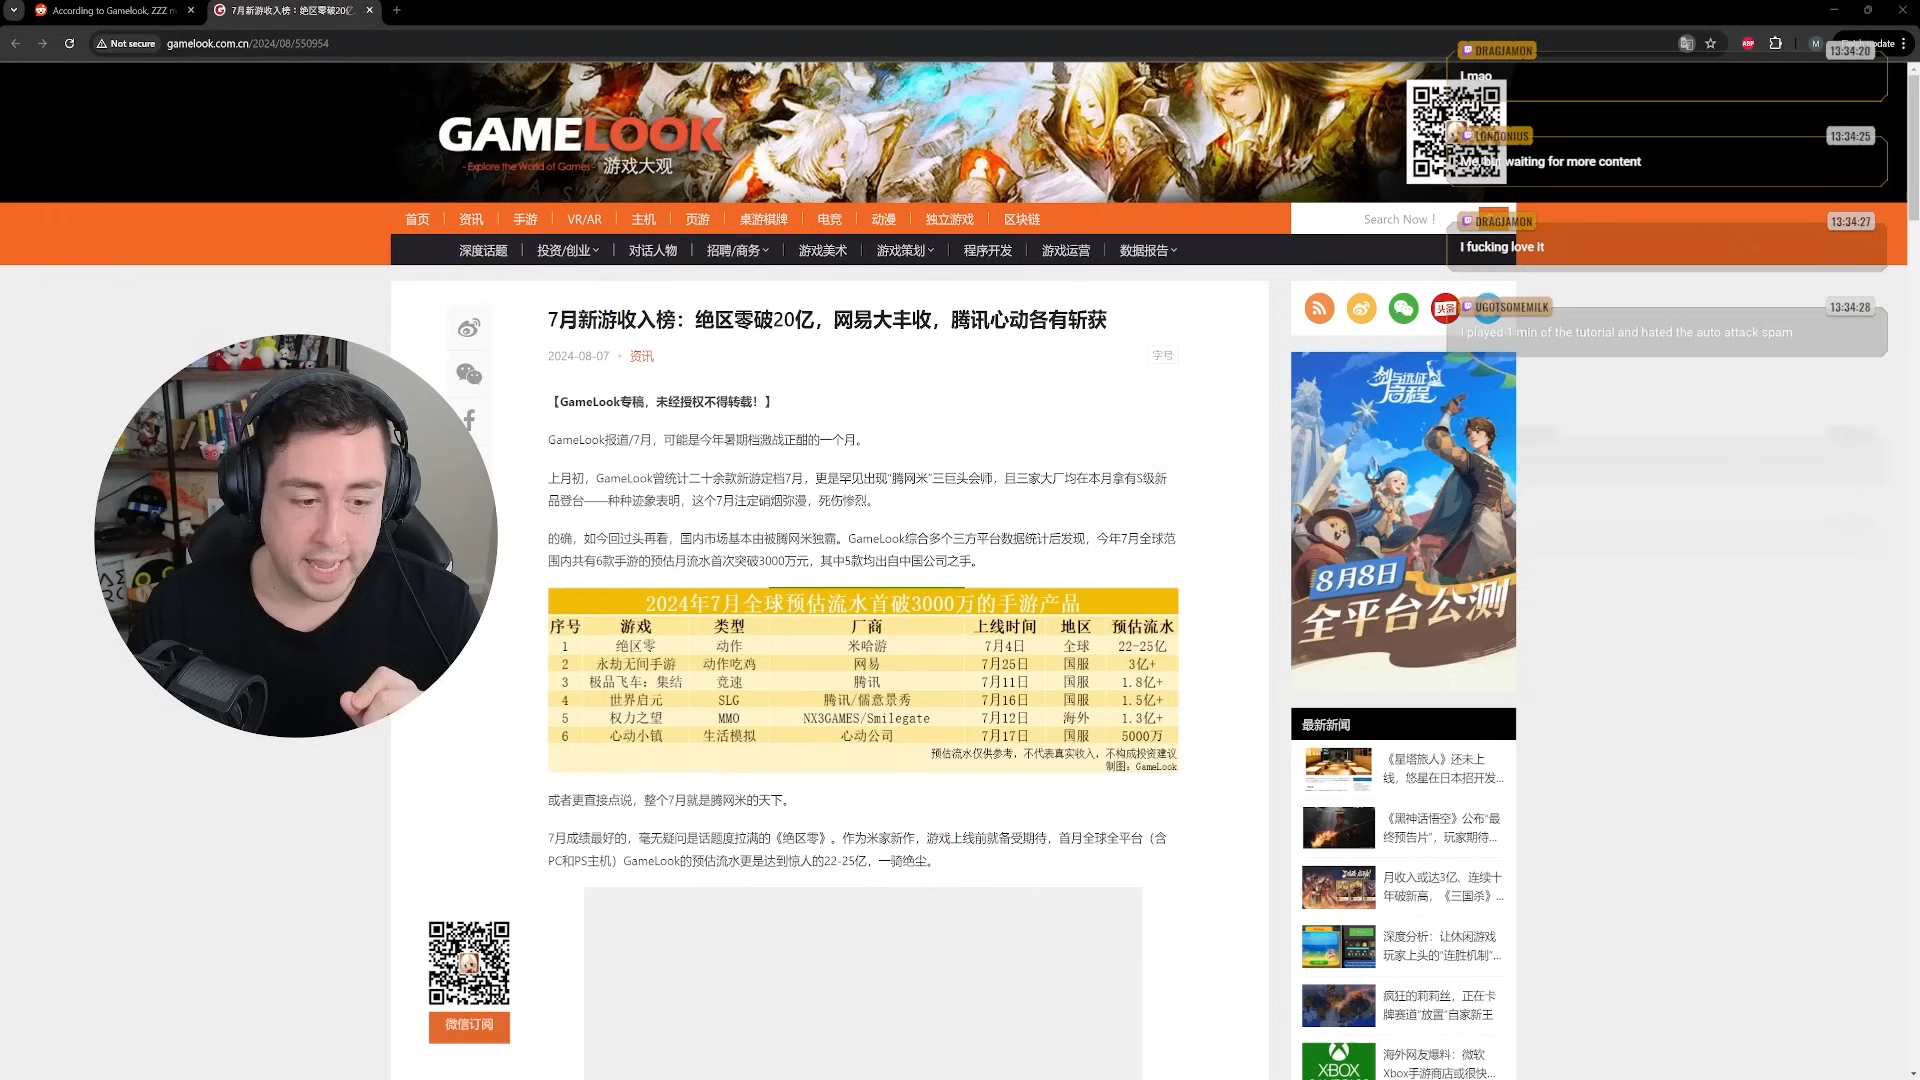 According to Gamelook, ZZZ m
7月新游收入榜：绝区零破20亿,
Not secure
gamelook.com.cn/2024/08/550954
ABP
M
update
DRAGJAMON
13:34:20
Lmao
GAMELOOK
- Explore the World of Games -
游戏大观
LONDONIUS
13:34:25
Me, but waiting for more content
首页
资讯
手游
VR/AR
主机
页游
桌游棋牌
电竞
动漫
独立游戏
区块链
Search Now !
DRAGJAMON
13:34:27
I fucking love it
深度话题
投资/创业
对话人物
招聘/商务
游戏美术
游戏策划
程序开发
游戏运营
数据报告
7月新游收入榜：绝区零破20亿，网易大丰收，腾讯心动各有斩获
头条
UGOTSOMEMILK
13:34:28
I played 1 min of the tutorial and hated the auto attack spam
2024-08-07 • 资讯
字号
【GameLook专稿，未经授权不得转载！】
GameLook报道/7月，可能是今年暑期档激战正酣的一个月。
上月初，GameLook曾统计二十余款新游定档7月，更是罕见出现“腾网米”三巨头会师，且三家大厂均在本月拿有S级新
品登台——种种迹象表明，这个7月注定硝烟弥漫，死伤惨烈。
的确，如今回过头再看，国内市场基本由被腾网米独霸。GameLook综合多个三方平台数据统计后发现，今年7月全球范
围内共有6款手游的预估月流水首次突破3000万元，其中5款均出自中国公司之手。
2024年7月全球预估流水首破3000万的手游产品
序号 游戏 类型 厂商 上线时间 地区 预估流水
1 绝区零 动作 米哈游 7月4日 全球 22-25亿
2 永劫无间手游 动作吃鸡 网易 7月25日 国服 3亿+
3 极品飞车：集结 竞速 腾讯 7月11日 国服 1.8亿+
4 世界启元 SLG 腾讯/儒意景秀 7月16日 国服 1.5亿+
5 权力之望 MMO NX3GAMES/Smilegate 7月12日 海外 1.3亿+
6 心动小镇 生活模拟 心动公司 7月17日 国服 5000万
预估流水仅供参考，不代表真实收入，不构成投资建议
制图：GameLook
或者更直接点说，整个7月就是腾网米的天下。
7月成绩最好的，毫无疑问是话题度拉满的《绝区零》。作为米家新作，游戏上线前就备受期待，首月全球全平台（含
PC和PS主机）GameLook的预估流水更是达到惊人的22-25亿，一骑绝尘。
微信订阅
剑与远征
启程
8月8日
全平台公测
最新新闻
《星塔旅人》还未上
线，悠星在日本招开发...
《黑神话悟空》公布“最
终预告片”，玩家期待...
月收入或达3亿、连续十
年破新高，《三国杀》...
深度分析：让休闲游戏
玩家上头的“连胜机制”...
疯狂的莉莉丝，正在卡
牌赛道“放置”自家新王
海外网友爆料：微软
Xbox手游商店或很快...
XBOX